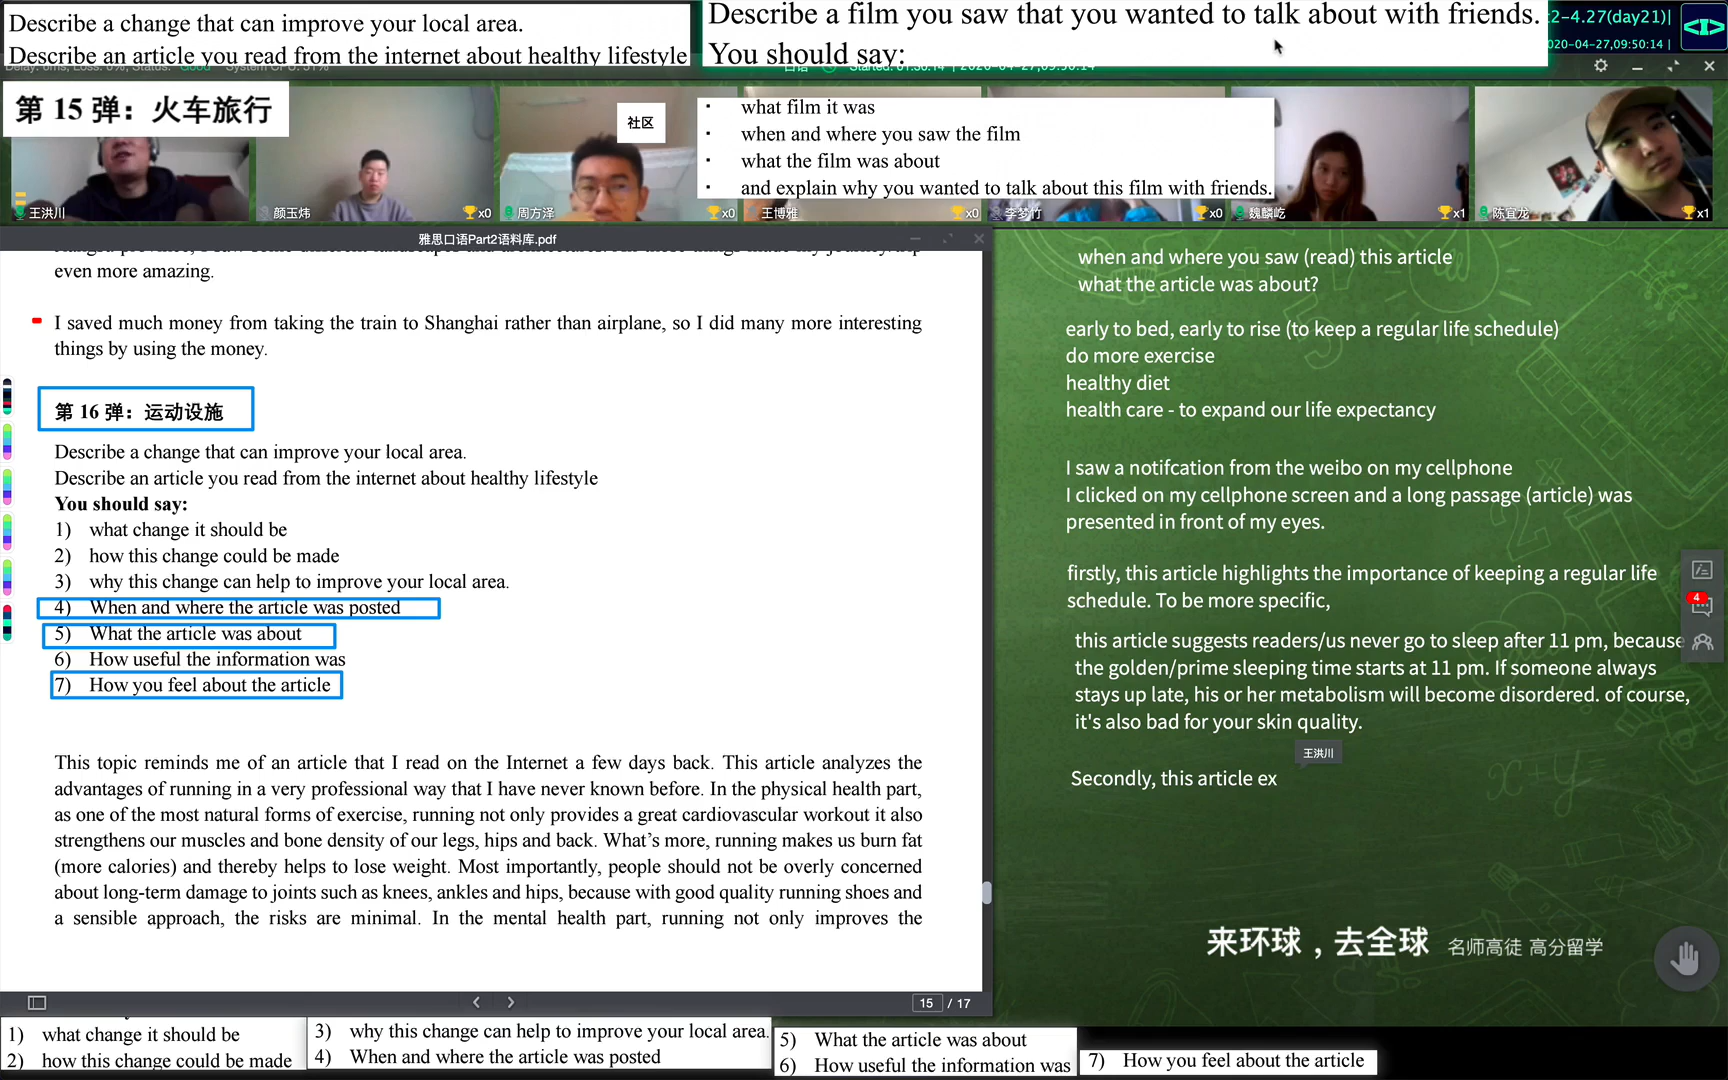 Describe a change that can improve your local area.
Describe an article you read from the internet about healthy lifestyle
Describe a film you saw that you wanted to talk about with friends.
You should say:
2-4.27(day21)|
020-04-27,09:50:14 |
第 15 弹：火车旅行
社区
· what film it was
· when and where you saw the film
· what the film was about
· and explain why you wanted to talk about this film with friends.
王洪川
颜玉炜
x0
周方泽
x0
王博雅
x0
李梦竹
x0
魏麟屹
x1
陈宜龙
x1
雅思口语Part2语料库.pdf
even more amazing.
I saved much money from taking the train to Shanghai rather than airplane, so I did many more interesting
things by using the money.
第 16 弹：运动设施
Describe a change that can improve your local area.
Describe an article you read from the internet about healthy lifestyle
You should say:
1) what change it should be
2) how this change could be made
3) why this change can help to improve your local area.
4) When and where the article was posted
5) What the article was about
6) How useful the information was
7) How you feel about the article
This topic reminds me of an article that I read on the Internet a few days back. This article analyzes the
advantages of running in a very professional way that I have never known before. In the physical health part,
as one of the most natural forms of exercise, running not only provides a great cardiovascular workout it also
strengthens our muscles and bone density of our legs, hips and back. What's more, running makes us burn fat
(more calories) and thereby helps to lose weight. Most importantly, people should not be overly concerned
about long-term damage to joints such as knees, ankles and hips, because with good quality running shoes and
a sensible approach, the risks are minimal. In the mental health part, running not only improves the
15 / 17
when and where you saw (read) this article
what the article was about?
early to bed, early to rise (to keep a regular life schedule)
do more exercise
healthy diet
health care - to expand our life expectancy
I saw a notifcation from the weibo on my cellphone
I clicked on my cellphone screen and a long passage (article) was
presented in front of my eyes.
firstly, this article highlights the importance of keeping a regular life
schedule. To be more specific,
this article suggests readers/us never go to sleep after 11 pm, because
the golden/prime sleeping time starts at 11 pm. If someone always
stays up late, his or her metabolism will become disordered. of course,
it's also bad for your skin quality.
王洪川
Secondly, this article ex
4
来环球，去全球 名师高徒 高分留学
1) what change it should be
2) how this change could be made
3) why this change can help to improve your local area.
4) When and where the article was posted
5) What the article was about
6) How useful the information was
7) How you feel about the article